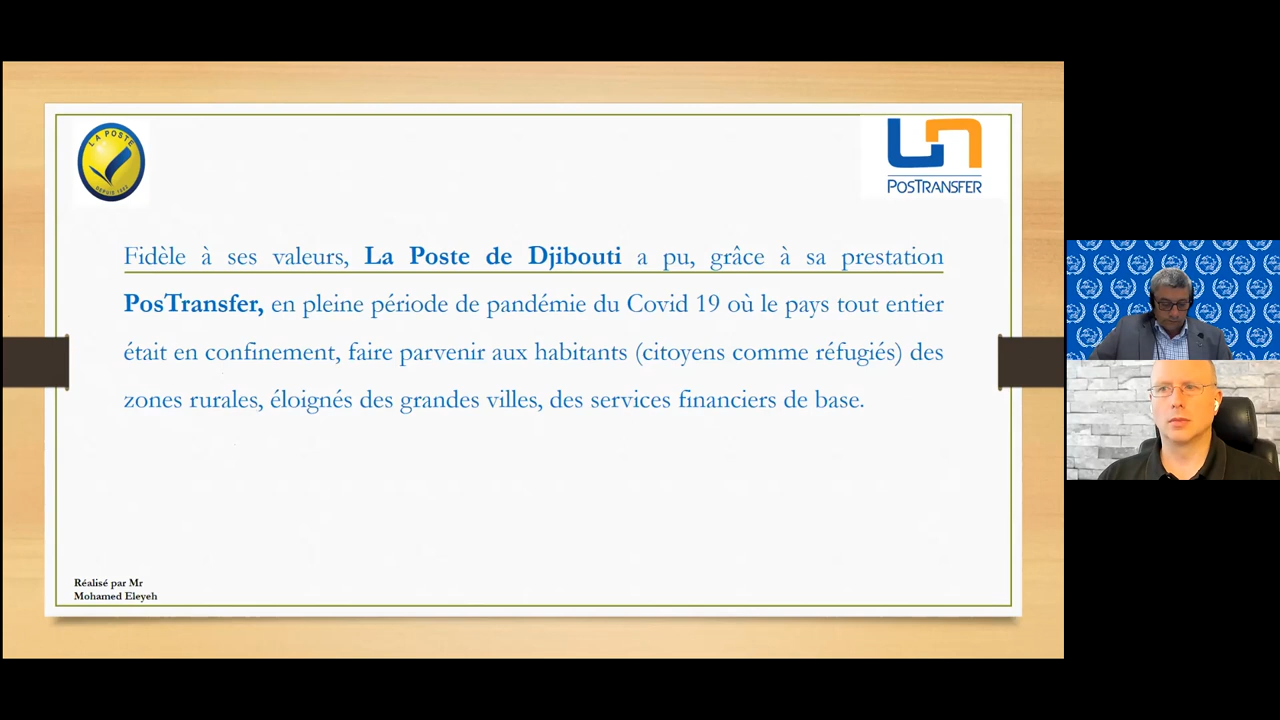 LA POSTE
DEPUIS 1882
POSTRANSFER
Fidèle à ses valeurs, La Poste de Djibouti a pu, grâce à sa prestation
PosTransfer, en pleine période de pandémie du Covid 19 où le pays tout entier
était en confinement, faire parvenir aux habitants (citoyens comme réfugiés) des
zones rurales, éloignés des grandes villes, des services financiers de base.
Réalisé par Mr
Mohamed Eleyeh